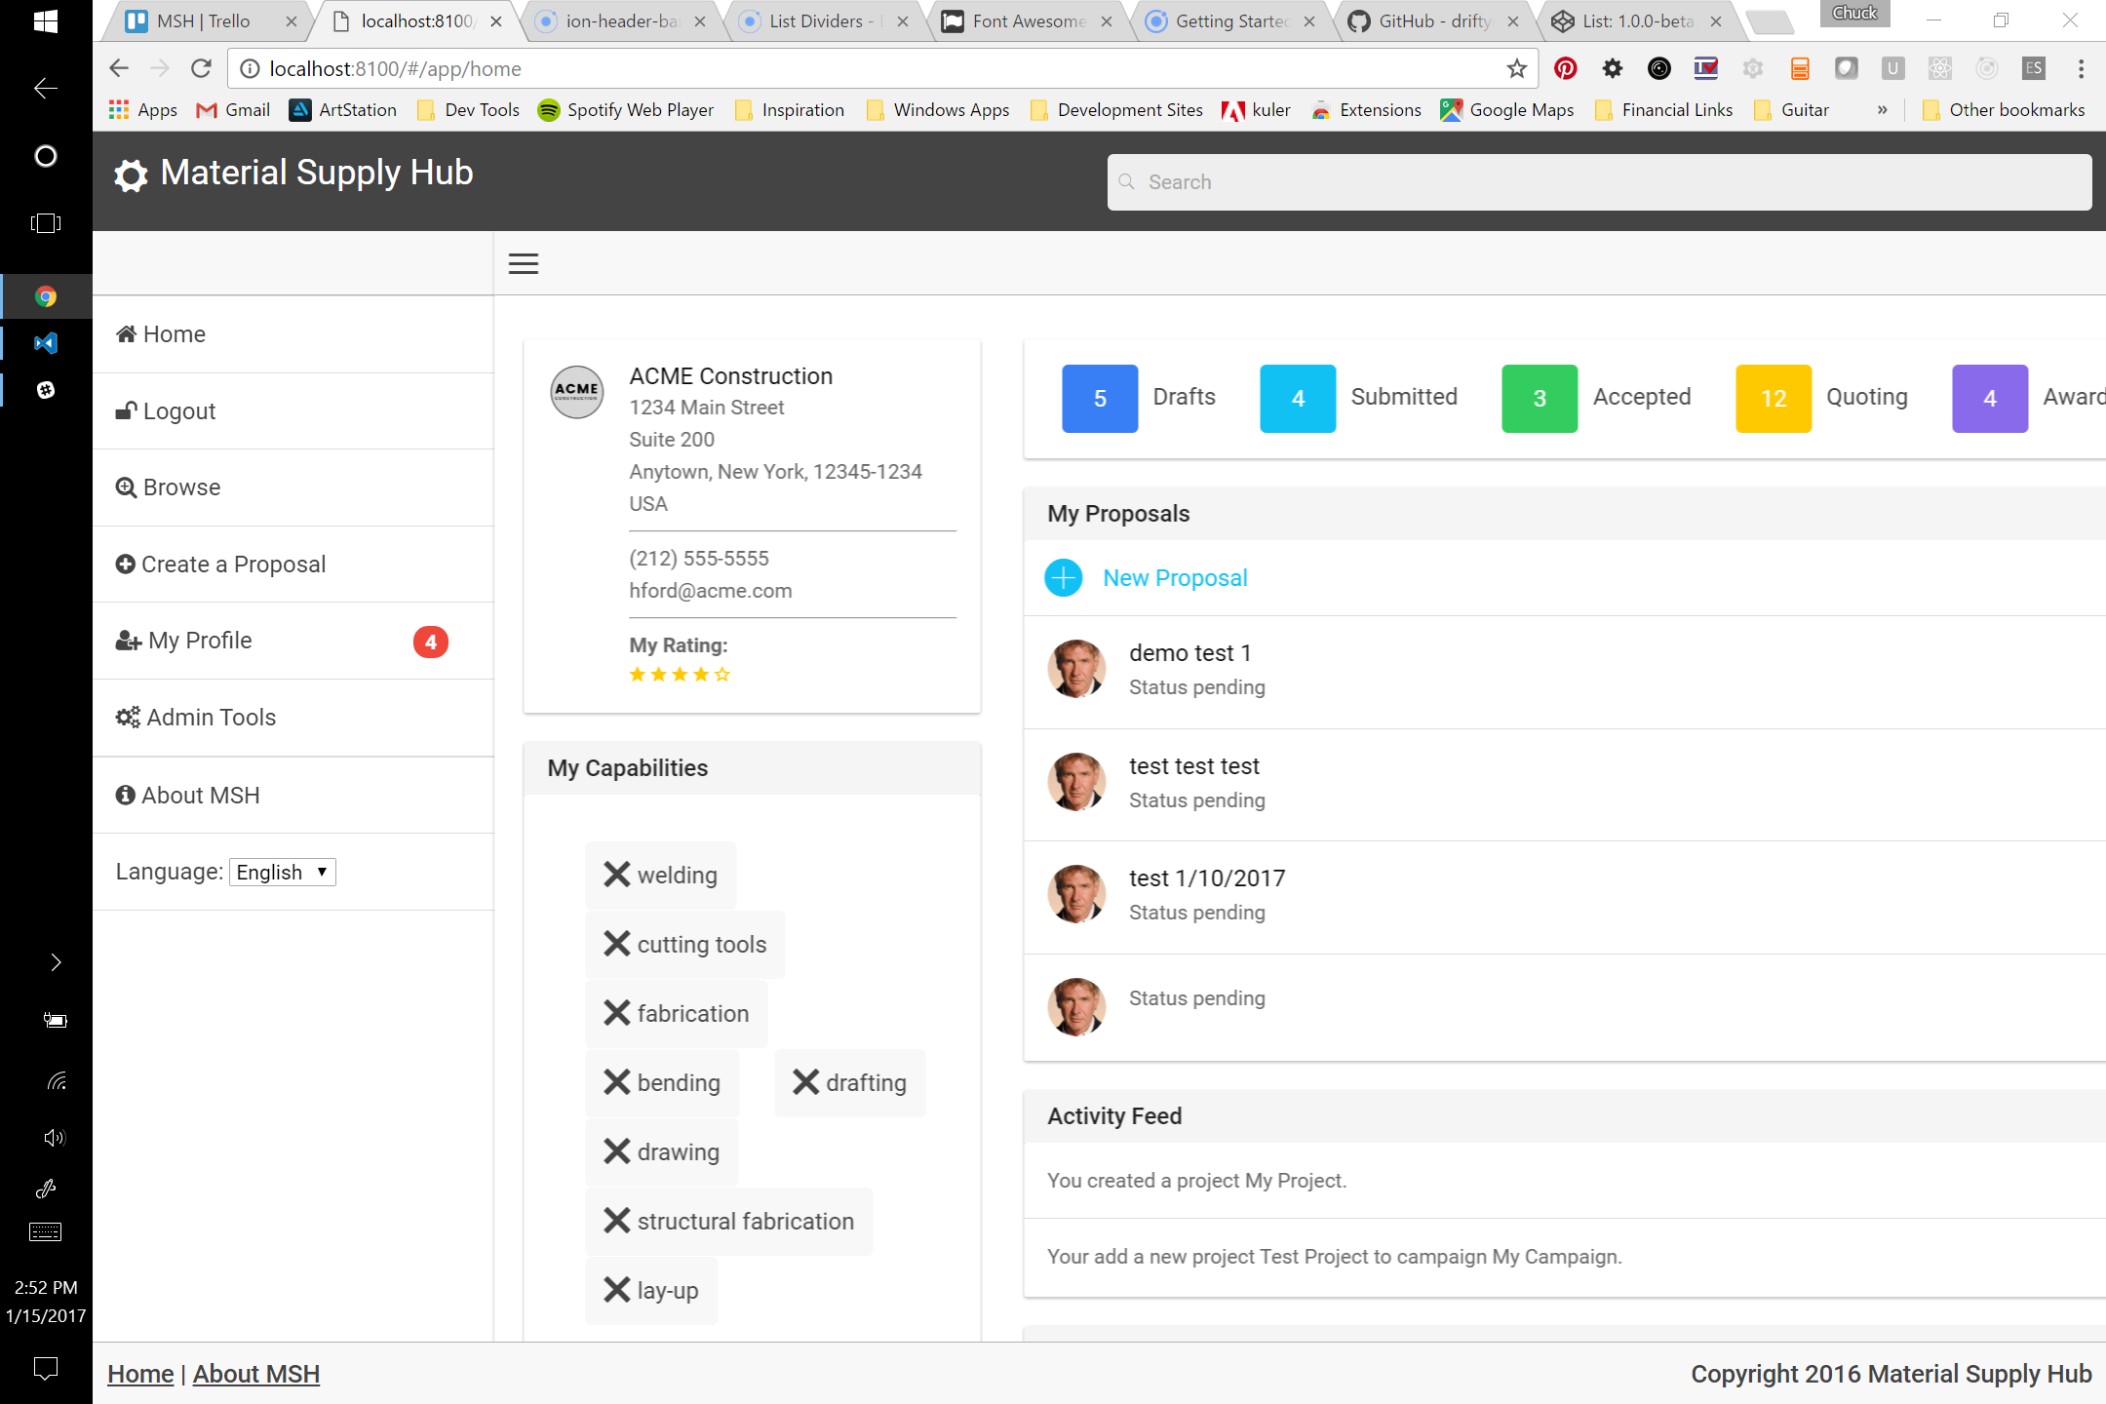 MSH | Trello
localhost:8100/
ion-header-ba
List Dividers -
Font Awesome
Getting Started
GitHub - drifty
List: 1.0.0-beta
Chuck
localhost:8100/#/app/home
ES
Apps
Gmail
ArtStation
Dev Tools
Spotify Web Player
Inspiration
Windows Apps
Development Sites
kuler
Extensions
Google Maps
Financial Links
Guitar
»
Other bookmarks
Material Supply Hub
Search
Home
Logout
Browse
Create a Proposal
My Profile
4
Admin Tools
About MSH
Language: English
ACME
CONSTRUCTION
ACME Construction
1234 Main Street
Suite 200
Anytown, New York, 12345-1234
USA
(212) 555-5555
hford@acme.com
My Rating:
My Capabilities
welding
cutting tools
fabrication
bending
drafting
drawing
structural fabrication
lay-up
5 Drafts
4 Submitted
3 Accepted
12 Quoting
4 Award
My Proposals
New Proposal
demo test 1
Status pending
test test test
Status pending
test 1/10/2017
Status pending
Status pending
Activity Feed
You created a project My Project.
Your add a new project Test Project to campaign My Campaign.
2:52 PM
1/15/2017
Home | About MSH
Copyright 2016 Material Supply Hub